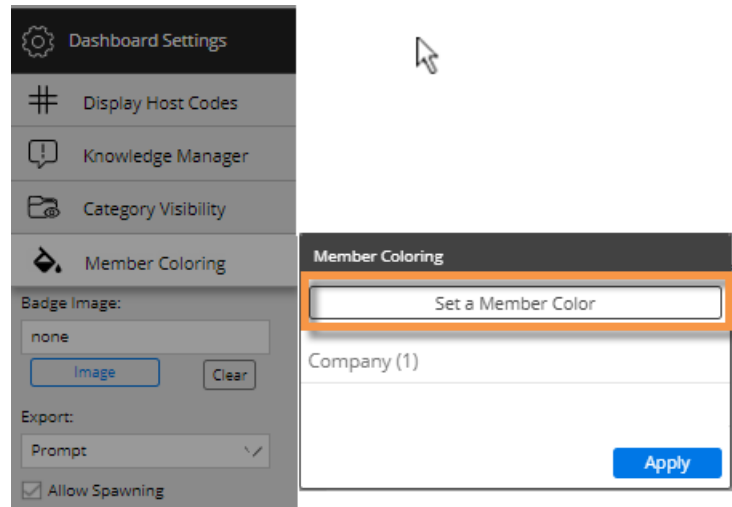 Dashboard Settings
Display Host Codes
Knowledge Manager
Category Visibility
Member Coloring
Badge Image:
none
Image Clear
Export:
Prompt
Allow Spawning
Member Coloring
Set a Member Color
Company (1)
Apply